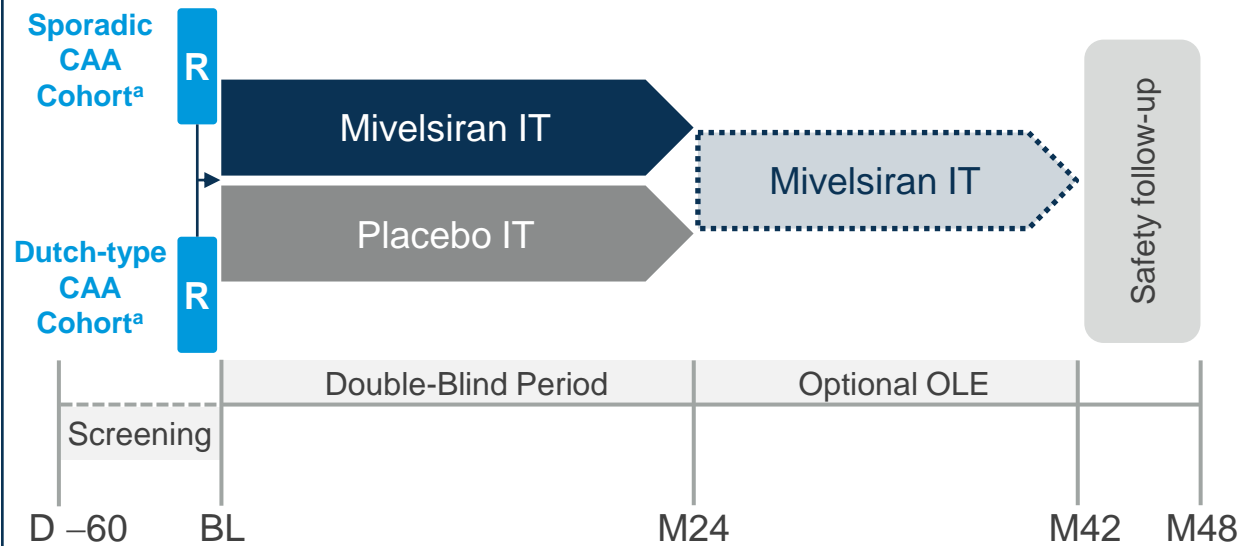 Sporadic
CAA
Cohortᵃ
R
Mivelsiran IT
Placebo IT
Mivelsiran IT
Safety follow-up
Dutch-type
CAA
Cohortᵃ
R
Double-Blind Period
Optional OLE
Screening
D –60
BL
M24
M42
M48